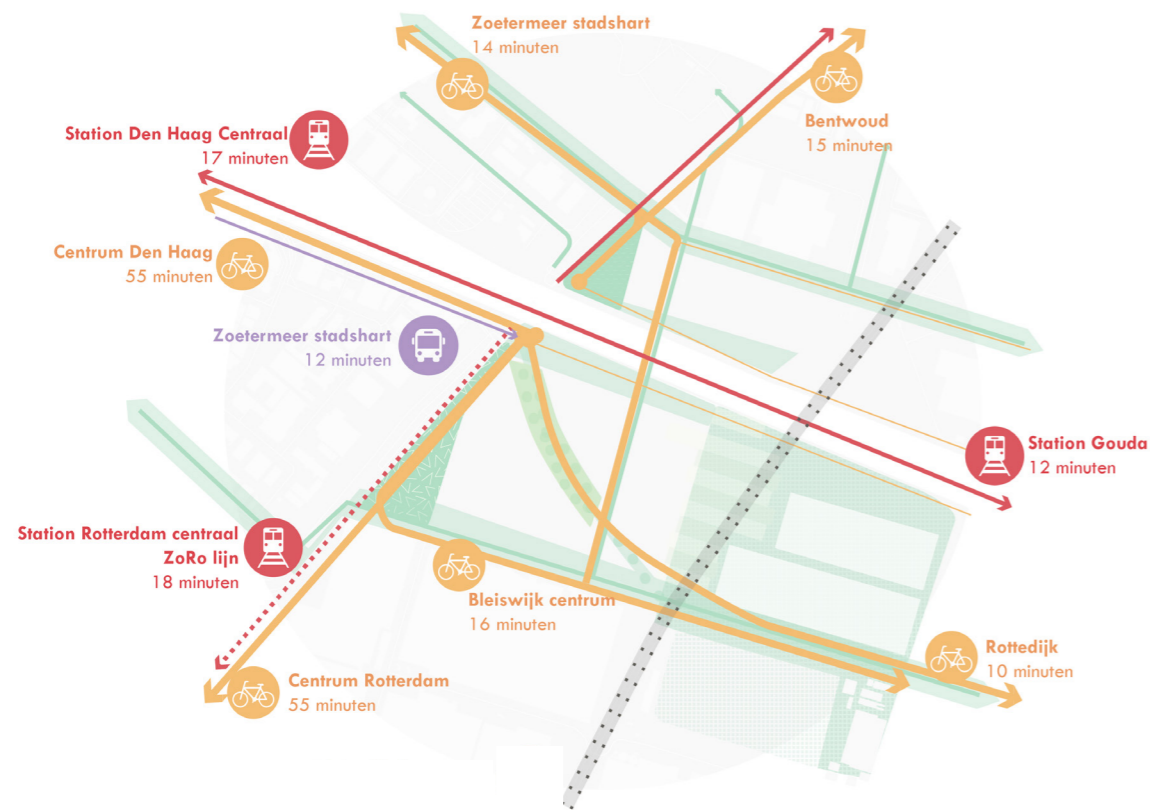 Zoetermeer stadshart
14 minuten
Bentwoud
15 minuten
Station Den Haag Centraal
17 minuten
Centrum Den Haag
55 minuten
Zoetermeer stadshart
12 minuten
Station Gouda
12 minuten
Station Rotterdam centraal
ZoRo lijn
18 minuten
Bleiswijk centrum
16 minuten
Rottedijk
10 minuten
Centrum Rotterdam
55 minuten